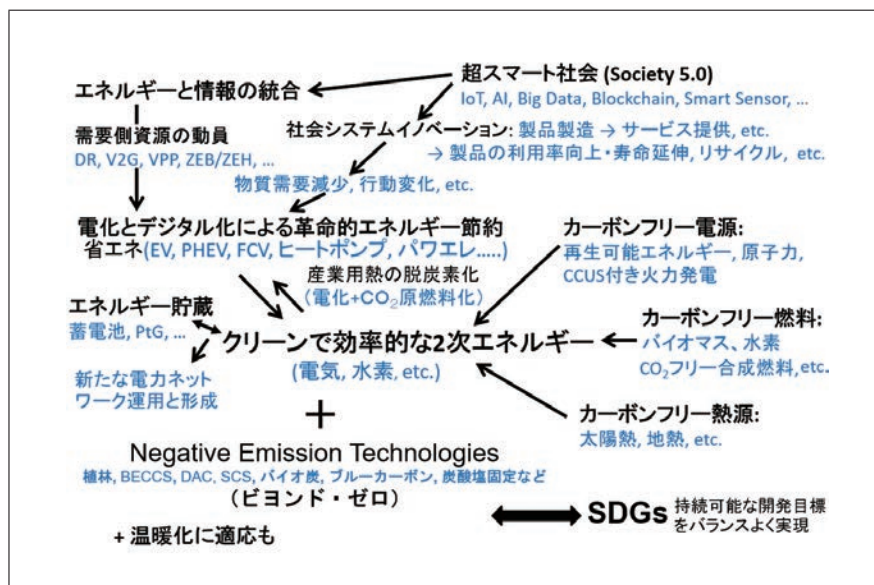 超スマート社会 (Society 5.0)
IoT, AI, Big Data, Blockchain, Smart Sensor, ...
エネルギーと情報の統合
社会システムイノベーション: 製品製造 → サービス提供, etc.
→ 製品の利用率向上・寿命延伸, リサイクル, etc.
需要側資源の動員
DR, V2G, VPP, ZEB/ZEH, ...
物質需要減少, 行動変化, etc.
電化とデジタル化による革命的エネルギー節約
省エネ(EV, PHEV, FCV, ヒートポンプ, パワエレ.....)
産業用熱の脱炭素化
(電化+CO₂原燃料化)
カーボンフリー電源:
再生可能エネルギー, 原子力,
CCUS付き火力発電
エネルギー貯蔵
蓄電池, PtG, ...
クリーンで効率的な2次エネルギー
(電気, 水素, etc.)
カーボンフリー燃料:
バイオマス、水素
CO₂フリー合成燃料,etc.
新たな電力ネット
ワーク運用と形成
カーボンフリー熱源:
太陽熱, 地熱, etc.
+
Negative Emission Technologies
植林, BECCS, DAC, SCS, バイオ炭, ブルーカーボン, 炭酸塩固定など
(ビヨンド・ゼロ)
+ 温暖化に適応も
SDGs 持続可能な開発目標
をバランスよく実現